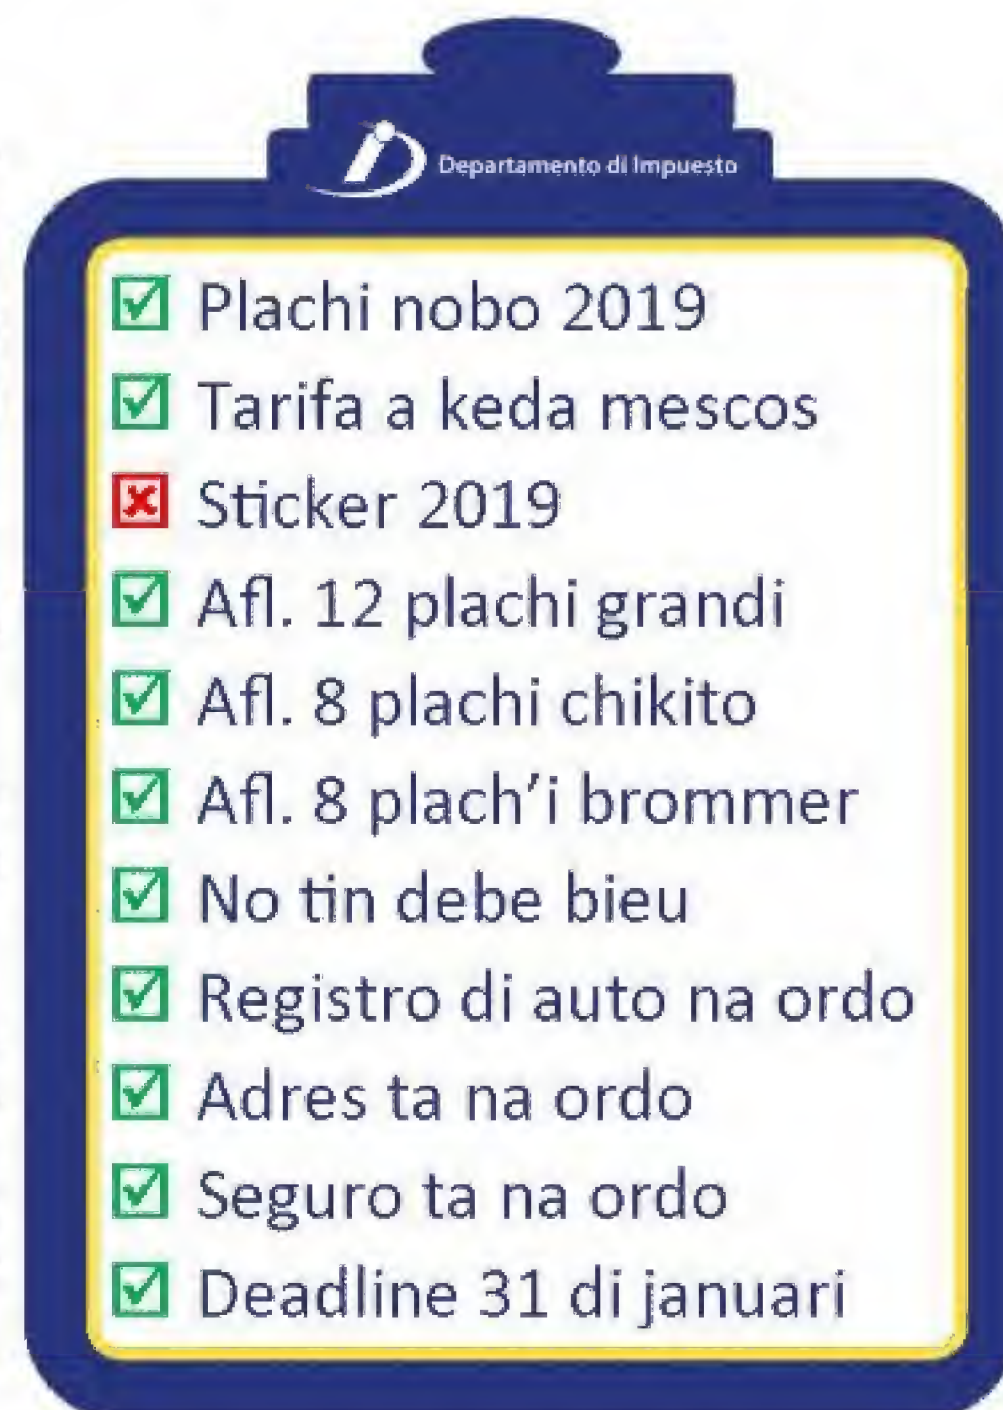 Departamento di Impuesto
Plachi nobo 2019
Tarifa a keda mescos
Sticker 2019
Afl. 12 plachi grandi
Afl. 8 plachi chikito
Afl. 8 plach’i brommer
No tin debe bieu
Registro di auto na ordo
Adres ta na ordo
Seguro ta na ordo
Deadline 31 di januari